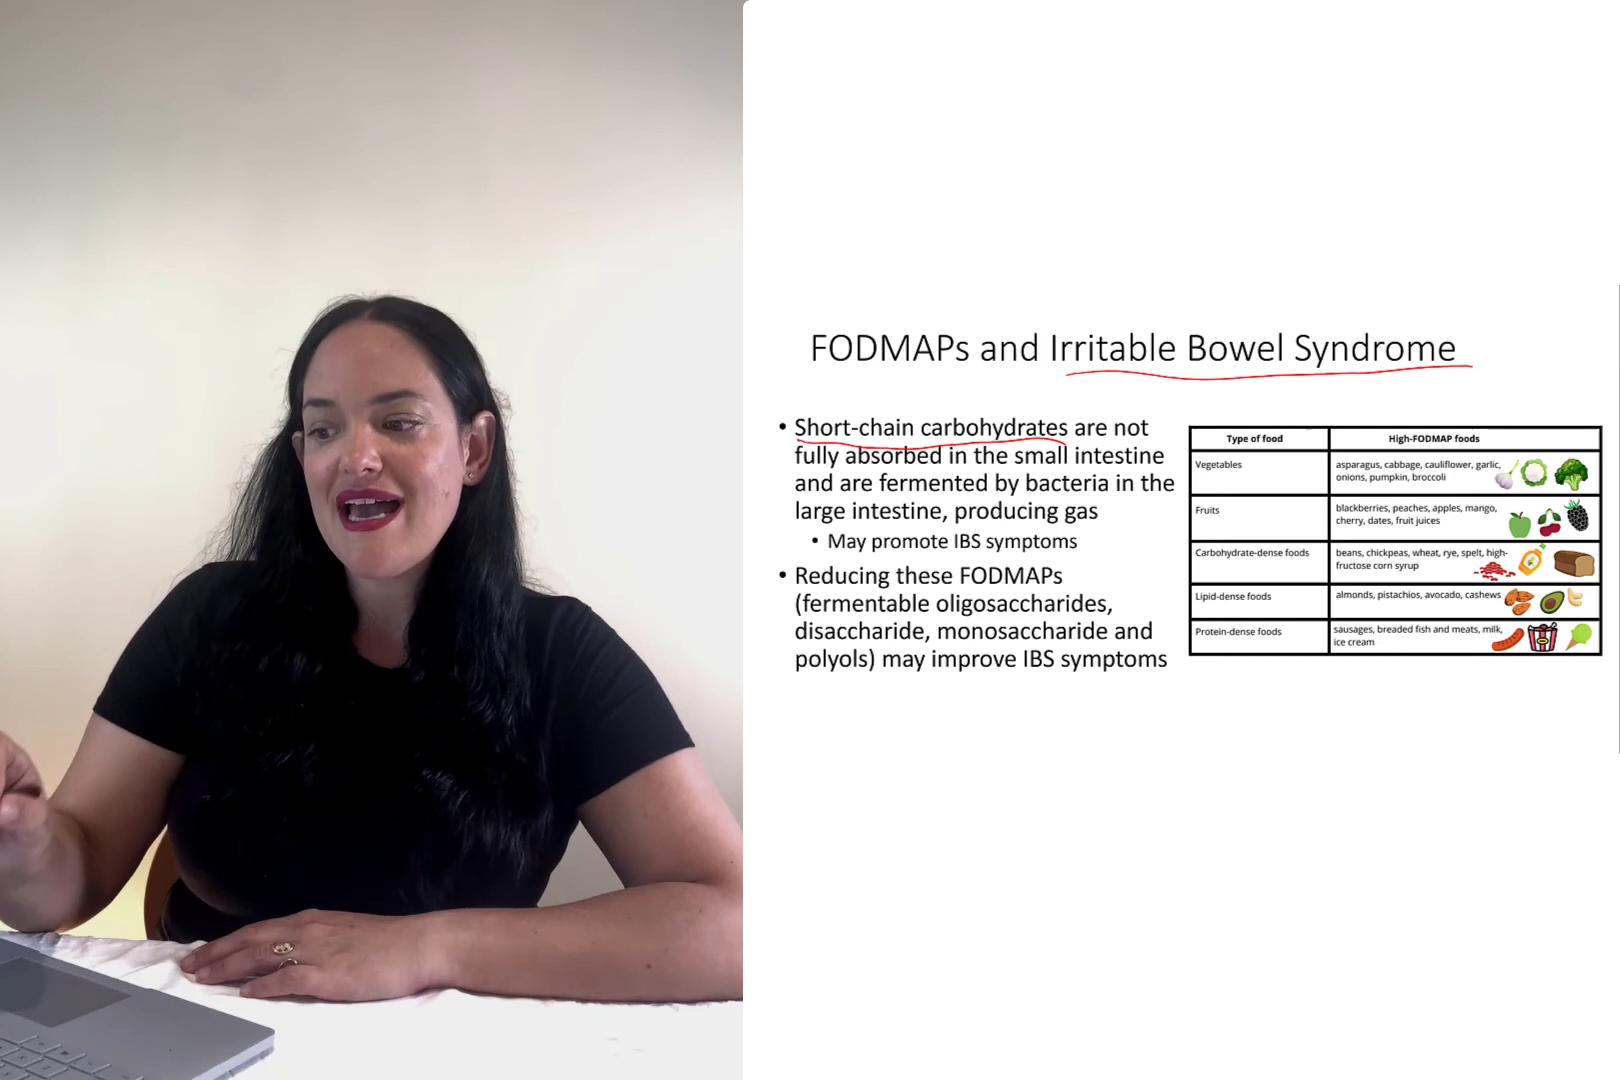 FODMAPs and Irritable Bowel Syndrome
• Short-chain carbohydrates are not
fully absorbed in the small intestine
and are fermented by bacteria in the
large intestine, producing gas
• May promote IBS symptoms
• Reducing these FODMAPs
(fermentable oligosaccharides,
disaccharide, monosaccharide and
polyols) may improve IBS symptoms
Type of food High-FODMAP foods
Vegetables asparagus, cabbage, cauliflower, garlic,
onions, pumpkin, broccoli
Fruits blackberries, peaches, apples, mango,
cherry, dates, fruit juices
Carbohydrate-dense foods beans, chickpeas, wheat, rye, spelt, high-
fructose corn syrup
Lipid-dense foods almonds, pistachios, avocado, cashews
Protein-dense foods sausages, breaded fish and meats, milk,
ice cream